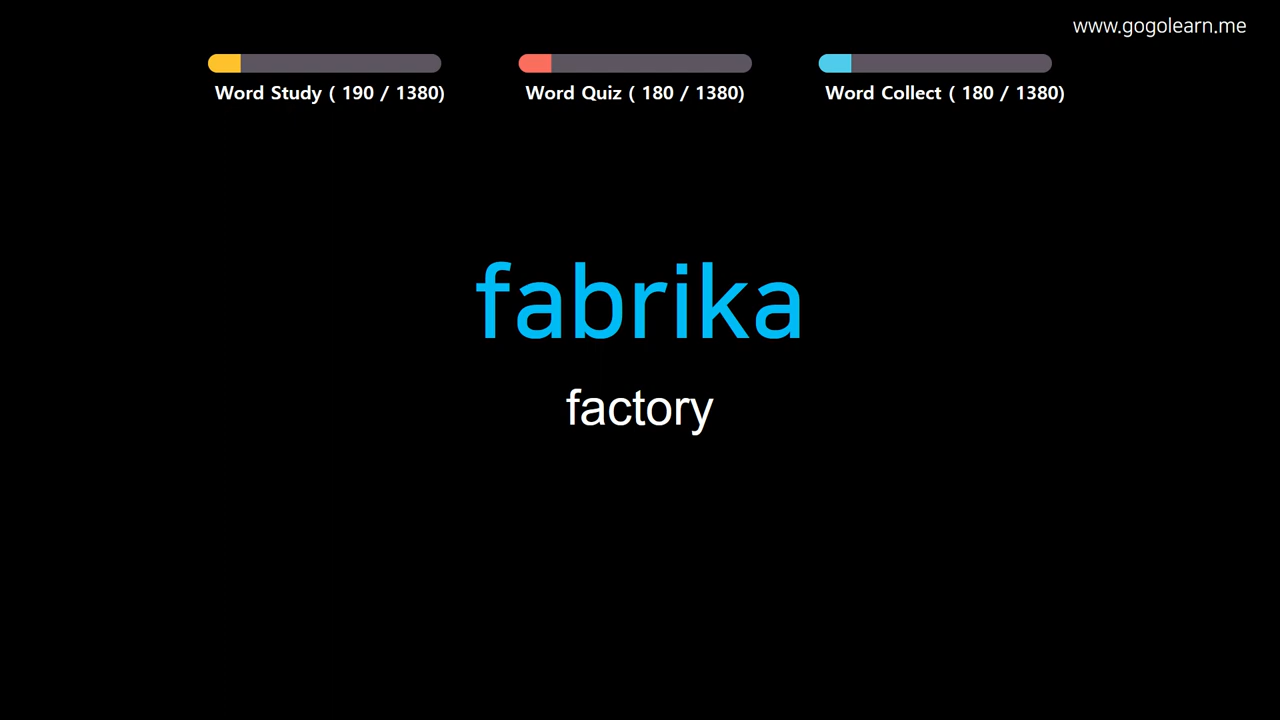 www.gogolearn.me
Word Study ( 190 / 1380)
Word Quiz ( 180 / 1380)
Word Collect ( 180 / 1380)
fabrika
factory